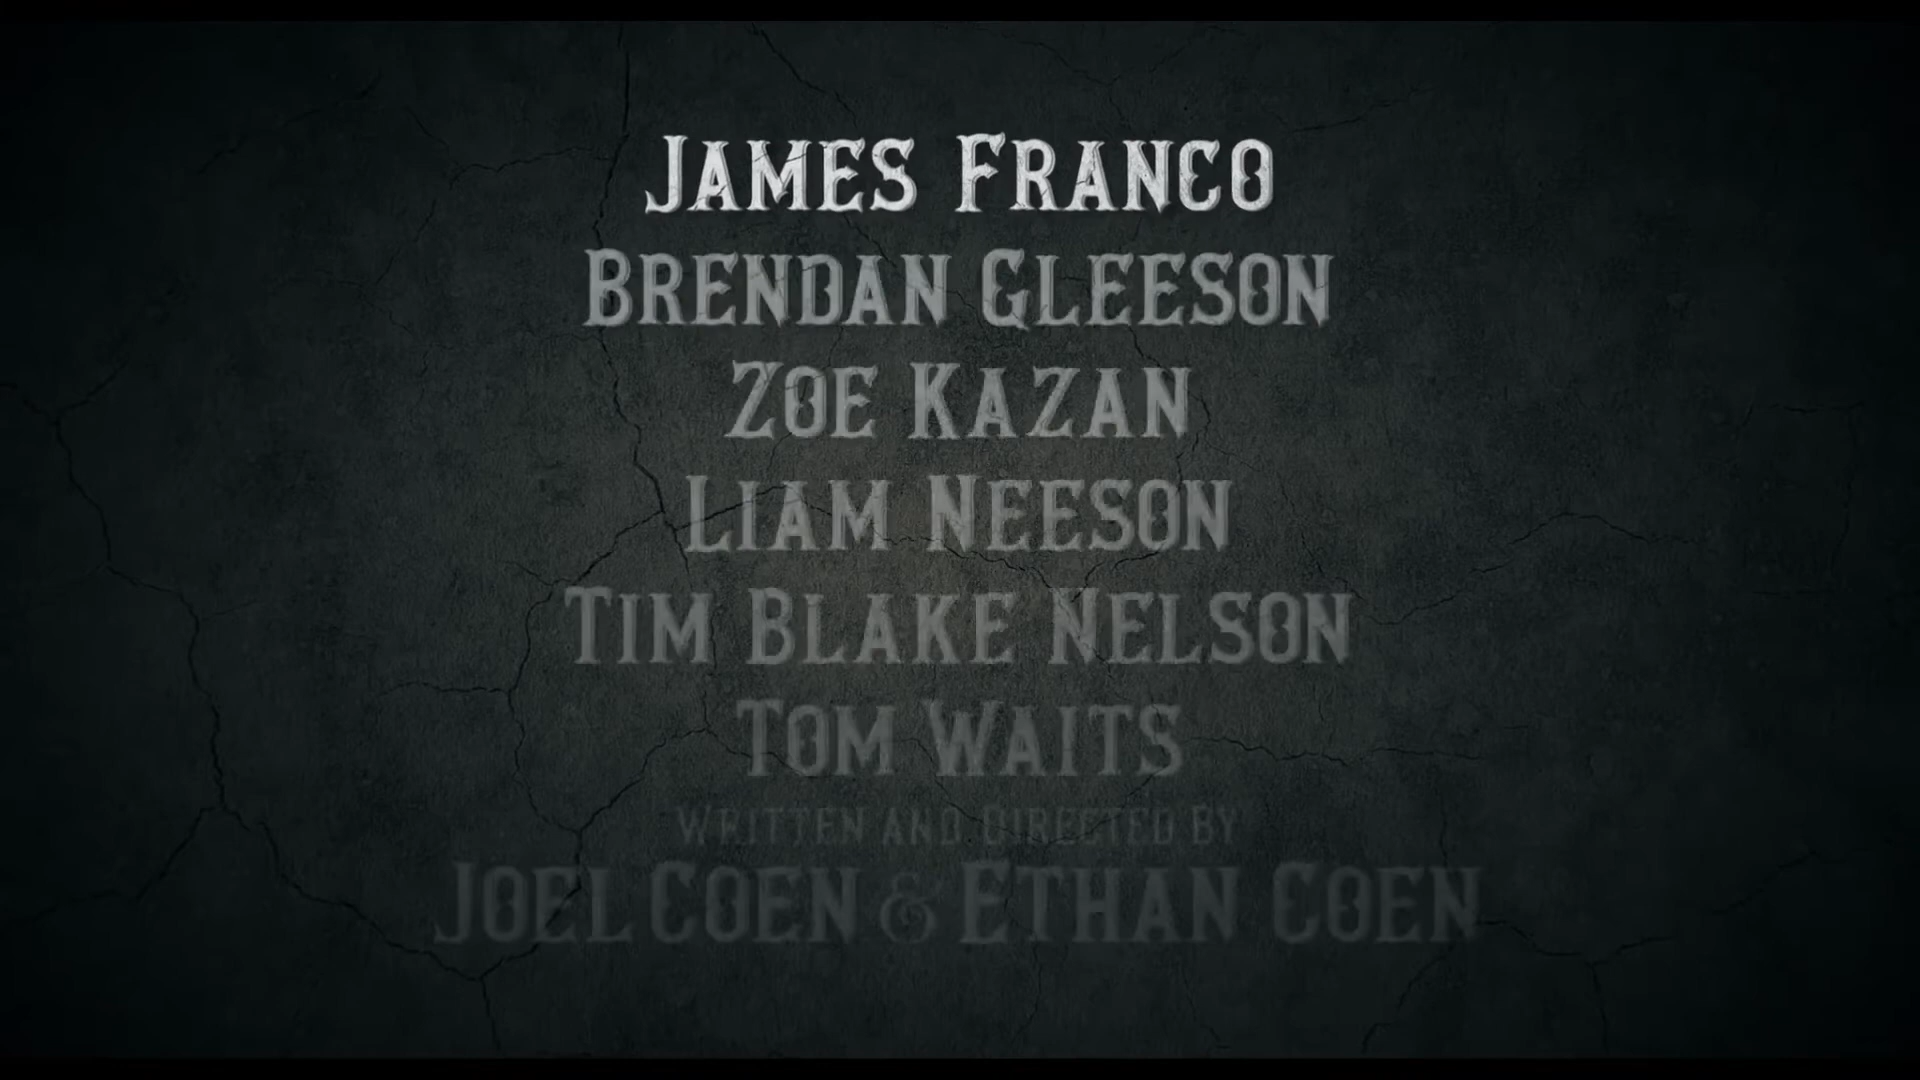 James Franco
Brendan Gleeson
Zoe Kazan
Liam Neeson
Tim Blake Nelson
Tom Waits
Written and Directed by
Joel Coen & Ethan Coen